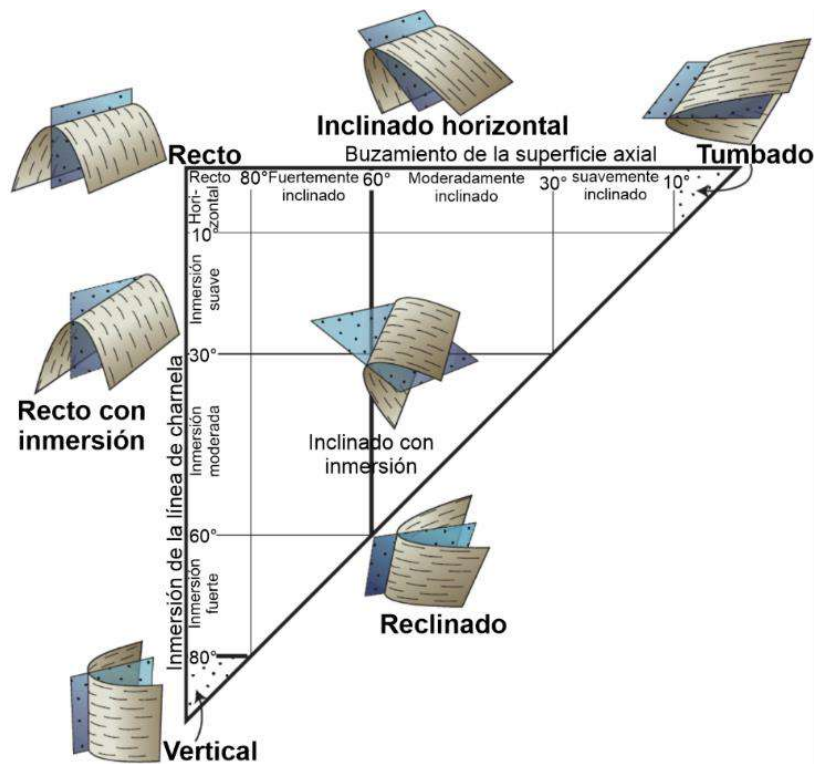 Inclinado horizontal
Recto
Buzamiento de la superficie axial
Tumbado
Recto 80° Fuertemente inclinado 60° Moderadamente inclinado 30° suavemente inclinado 10°
Hori-
zontal
10°
Inmersión
suave
30°
Recto con
inmersión
Inmersión de la línea de charnela
Inmersión
moderada
Inclinado con
inmersión
60°
Inmersión
fuerte
Reclinado
80°
Vertical